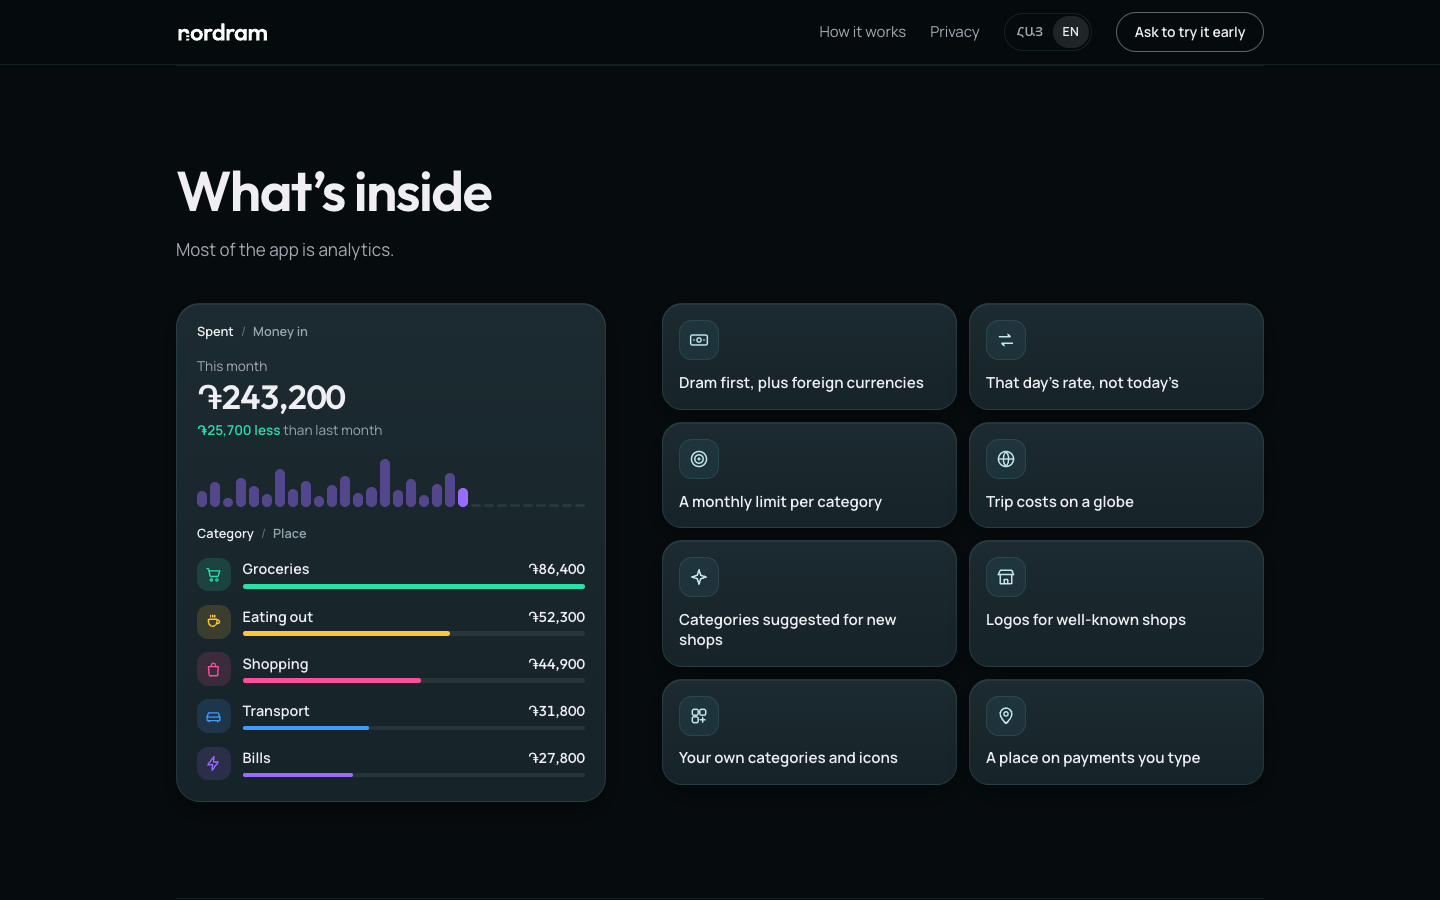 nordram
How it works
Privacy
ՀԱՅ
EN
Ask to try it early
What's inside
Most of the app is analytics.
Spent / Money in
This month
֏243,200
֏25,700 less than last month
Category / Place
Groceries ֏86,400
Eating out ֏52,300
Shopping ֏44,900
Transport ֏31,800
Bills ֏27,800
Dram first, plus foreign currencies
That day's rate, not today's
A monthly limit per category
Trip costs on a globe
Categories suggested for new
shops
Logos for well-known shops
Your own categories and icons
A place on payments you type